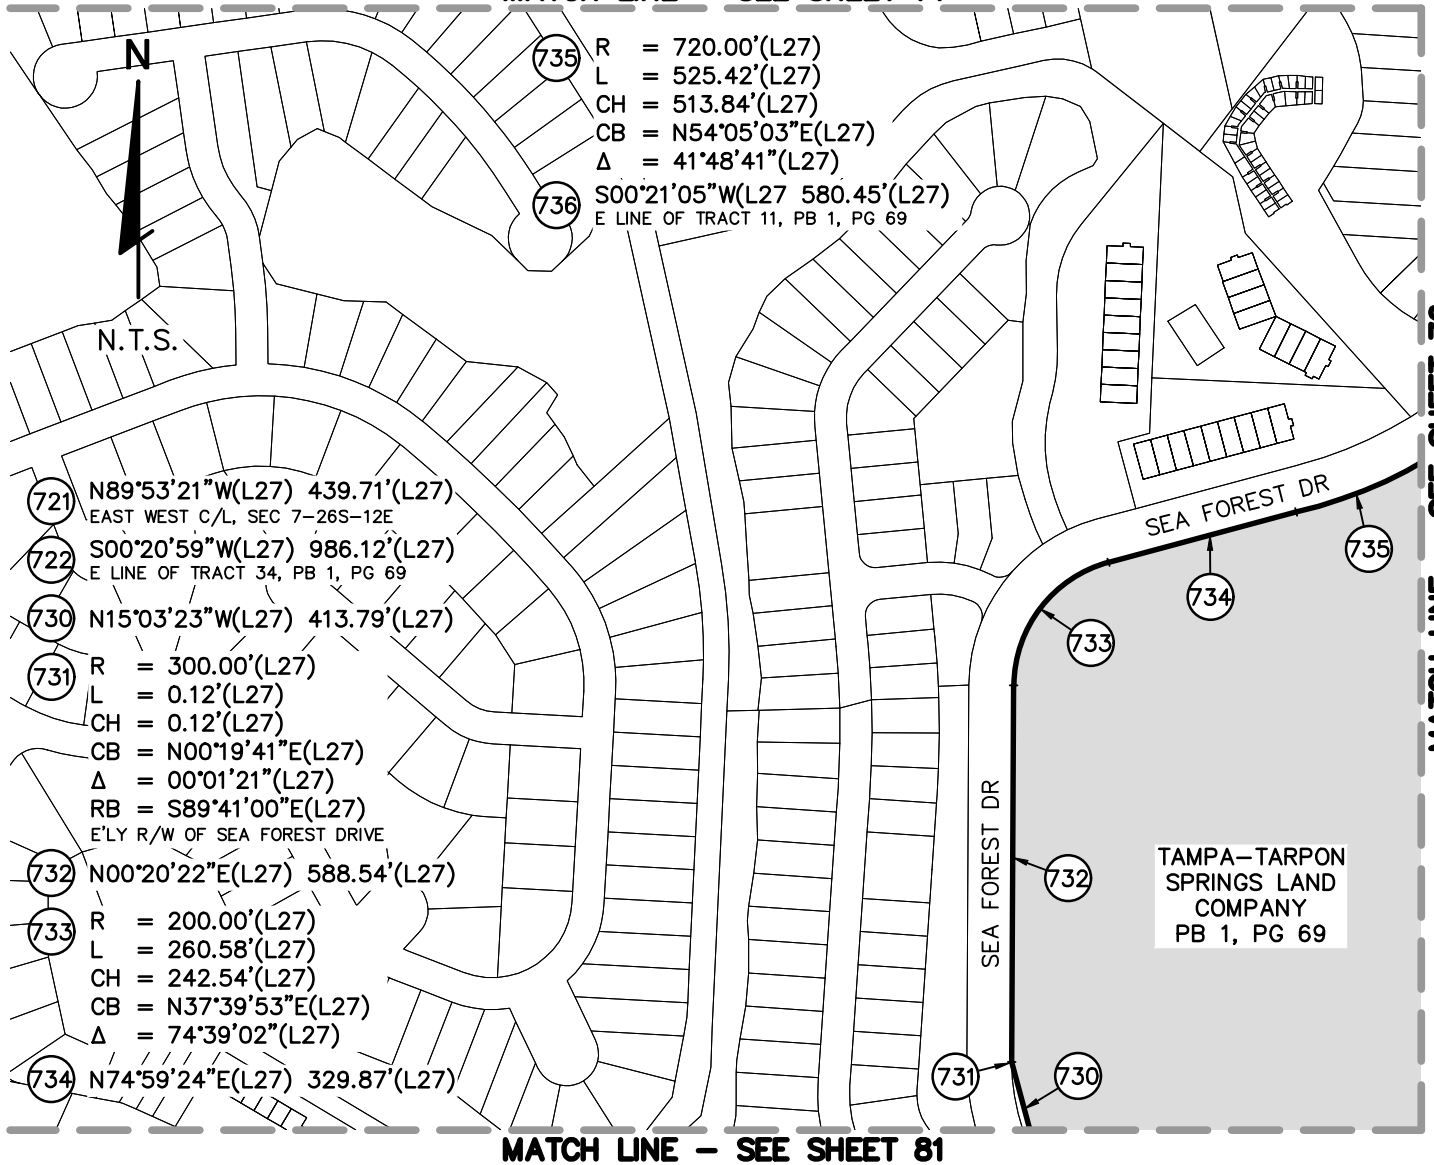 N
N.T.S.
735
R = 720.00'(L27)
L = 525.42'(L27)
CH = 513.84'(L27)
CB = N54°05'03"E(L27)
Δ = 41°48'41"(L27)
736
S00°21'05"W(L27 580.45'(L27)
E LINE OF TRACT 11, PB 1, PG 69
721
N89°53'21"W(L27) 439.71'(L27)
EAST WEST C/L, SEC 7-26S-12E
722
S00°20'59"W(L27) 986.12'(L27)
E LINE OF TRACT 34, PB 1, PG 69
730
N15°03'23"W(L27) 413.79'(L27)
731
R = 300.00'(L27)
L = 0.12'(L27)
CH = 0.12'(L27)
CB = N00°19'41"E(L27)
Δ = 00°01'21"(L27)
RB = S89°41'00"E(L27)
E'LY R/W OF SEA FOREST DRIVE
732
N00°20'22"E(L27) 588.54'(L27)
733
R = 200.00'(L27)
L = 260.58'(L27)
CH = 242.54'(L27)
CB = N37°39'53"E(L27)
Δ = 74°39'02"(L27)
734
N74°59'24"E(L27) 329.87'(L27)
SEA FOREST DR
735
734
733
SEA FOREST DR
732
TAMPA-TARPON
SPRINGS LAND
COMPANY
PB 1, PG 69
731
730
MATCH LINE - SEE SHEET 81